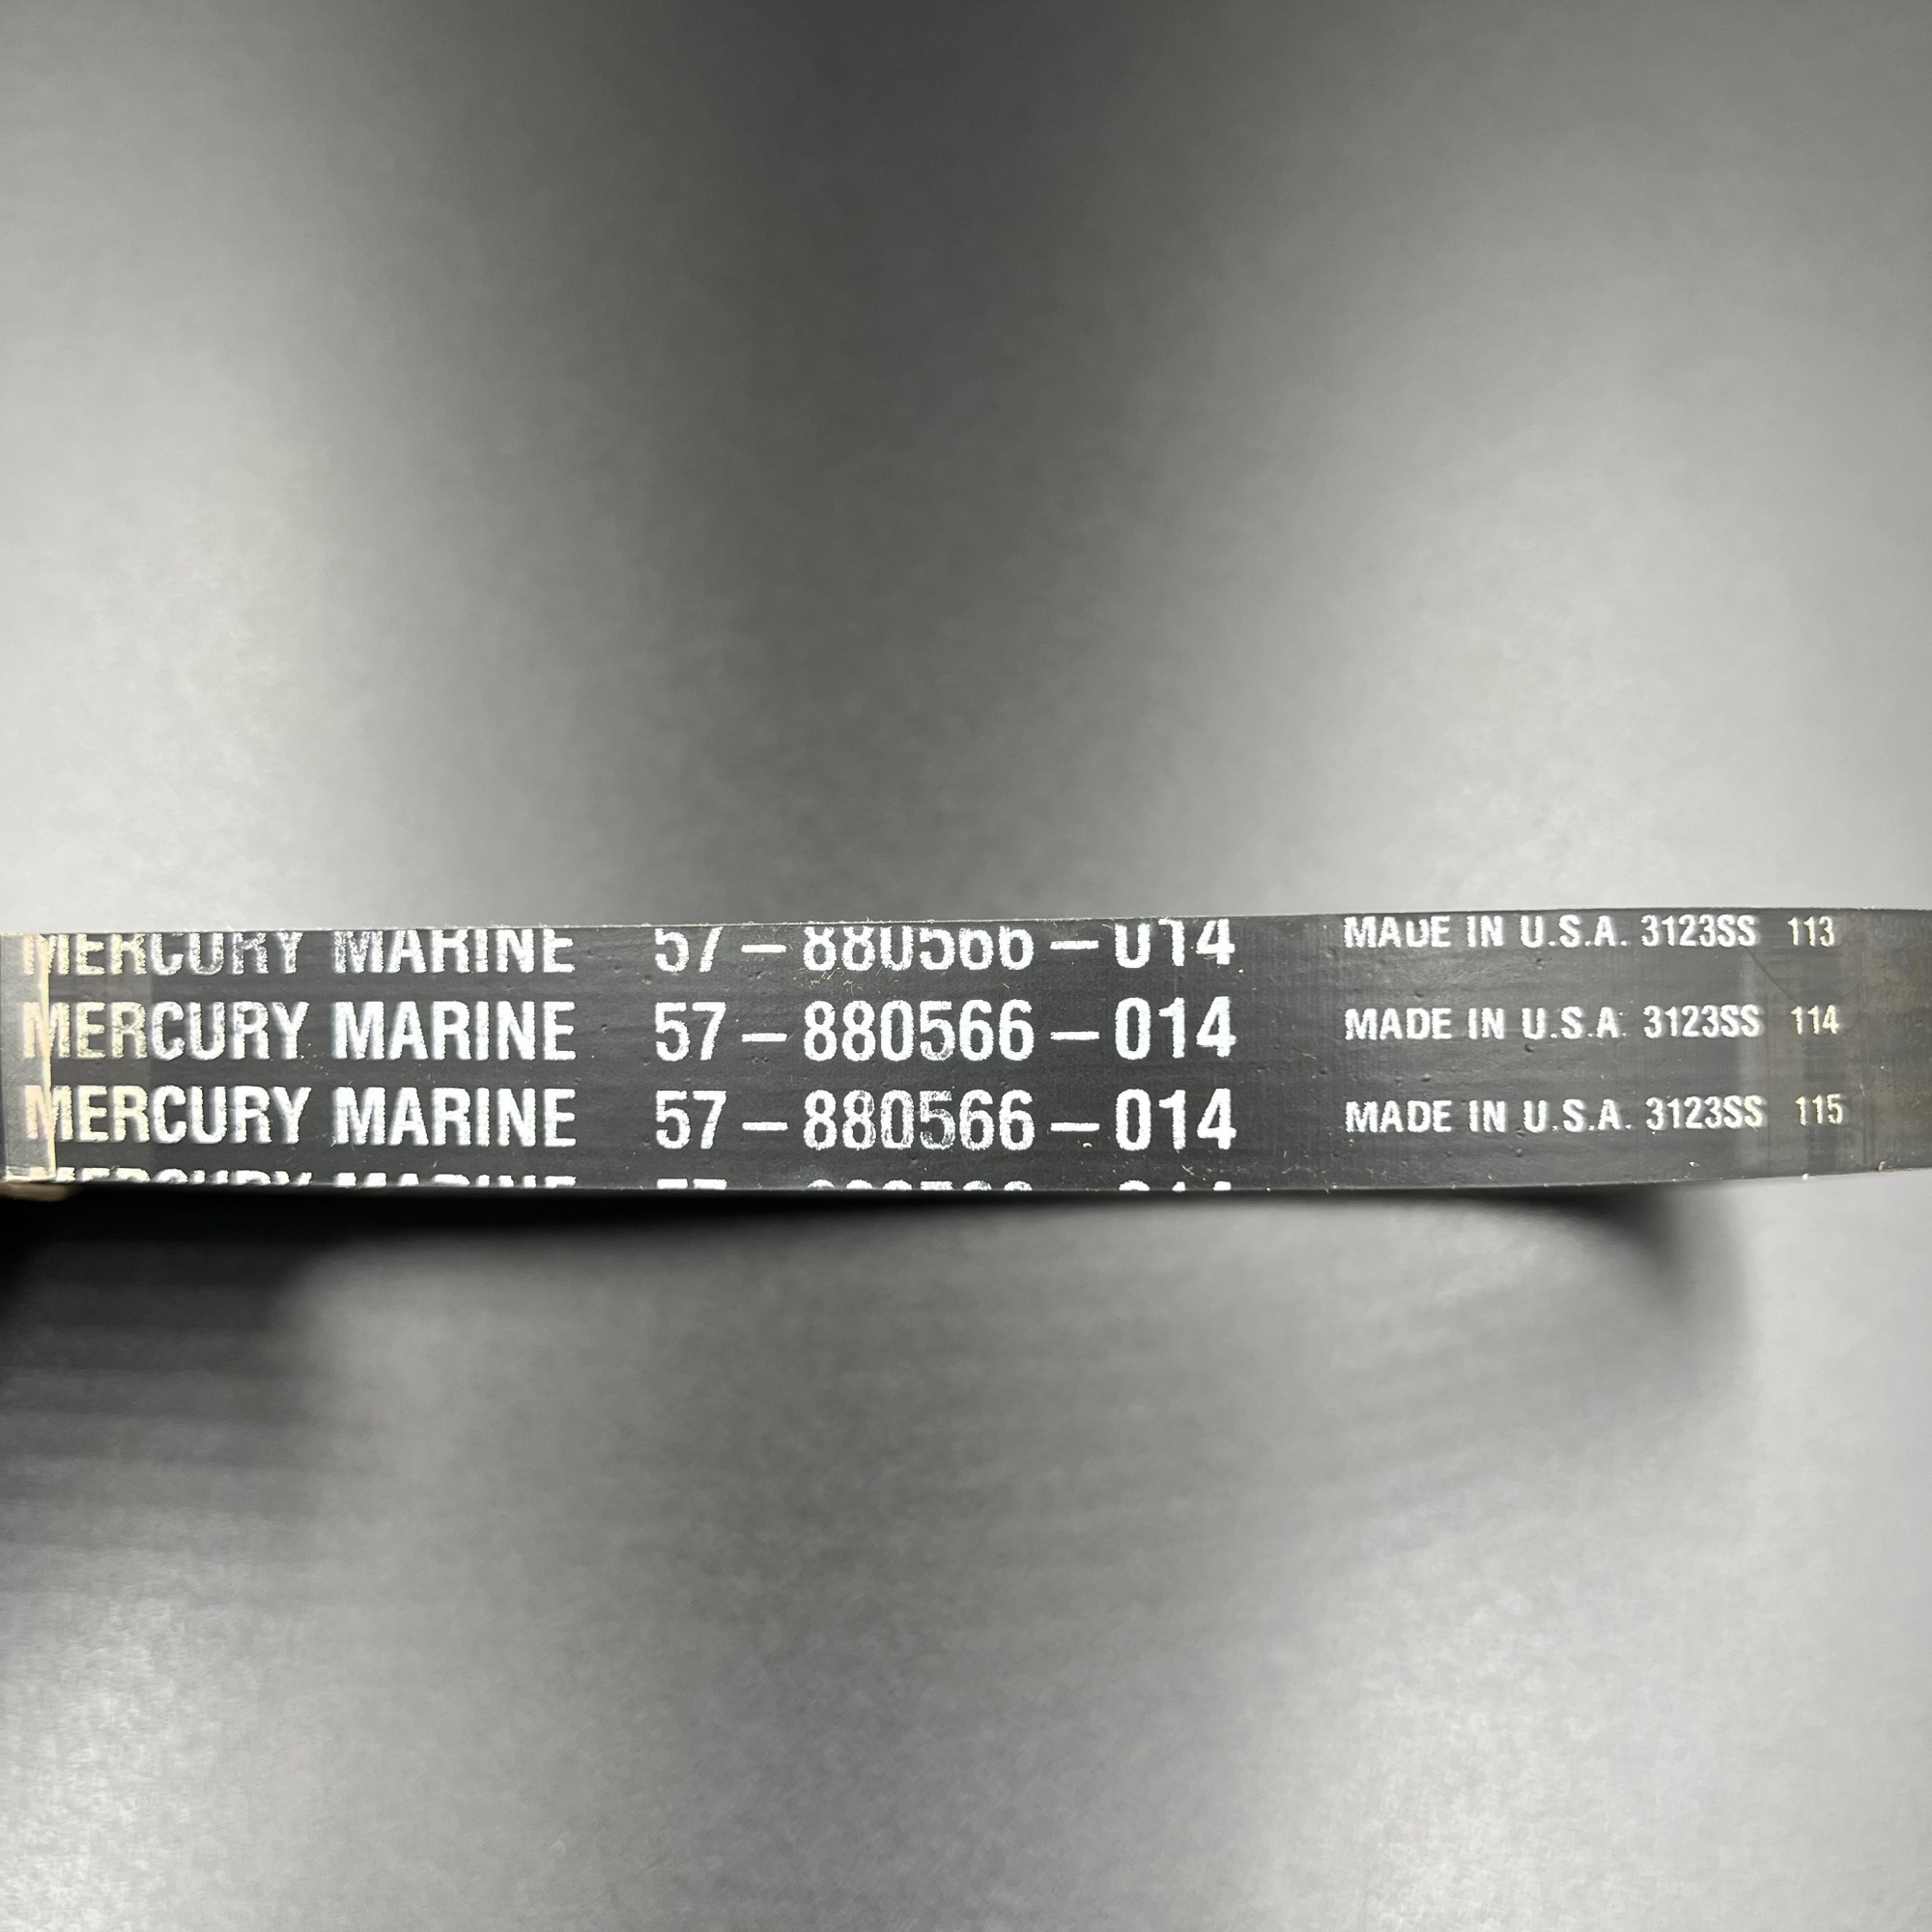 MERCURY MARINE 57-880566-014 MADE IN U.S.A. 3123SS 113
MERCURY MARINE 57-880566-014 MADE IN U.S.A. 3123SS 114
MERCURY MARINE 57-880566-014 MADE IN U.S.A. 3123SS 115